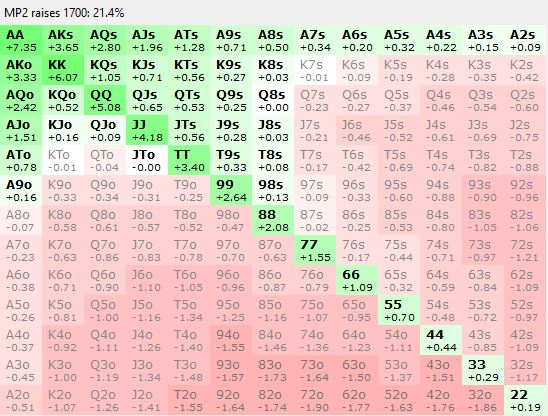 MP2 raises 1700: 21.4%
AA AKs AQs AJs ATs A9s A8s A7s A6s A5s A4s A3s A2s
+7.35 +3.65 +2.80 +1.96 +1.28 +0.71 +0.50 +0.34 +0.20 +0.32 +0.22 +0.15 +0.09
AKo KK KQs KJs KTs K9s K8s K7s K6s K5s K4s K3s K2s
+3.33 +6.07 +1.05 +0.71 +0.56 +0.27 +0.03 -0.01 -0.09 -0.19 -0.28 -0.35 -0.42
AQo KQo QQ QJs QTs Q9s Q8s Q7s Q6s Q5s Q4s Q3s Q2s
+2.42 +0.52 +5.08 +0.65 +0.53 +0.25 +0.00 -0.23 -0.27 -0.37 -0.46 -0.54 -0.60
AJo KJo QJo JJ JTs J9s J8s J7s J6s J5s J4s J3s J2s
+1.51 +0.16 +0.09 +4.18 +0.56 +0.28 +0.03 -0.21 -0.46 -0.52 -0.61 -0.69 -0.75
ATo KTo QTo JTo TT T9s T8s T7s T6s T5s T4s T3s T2s
+0.78 -0.01 -0.04 -0.00 +3.40 +0.33 +0.08 -0.17 -0.42 -0.69 -0.74 -0.82 -0.88
A9o K9o Q9o J9o T9o 99 98s 97s 96s 95s 94s 93s 92s
+0.16 -0.33 -0.34 -0.31 -0.25 +2.64 +0.13 -0.09 -0.33 -0.60 -0.88 -0.90 -0.96
A8o K8o Q8o J8o T8o 98o 88 87s 86s 85s 84s 83s 82s
-0.07 -0.58 -0.61 -0.57 -0.52 -0.47 +2.08 -0.02 -0.25 -0.53 -0.80 -1.05 -1.06
A7o K7o Q7o J7o T7o 97o 87o 77 76s 75s 74s 73s 72s
-0.23 -0.63 -0.86 -0.83 -0.78 -0.70 -0.63 +1.55 -0.17 -0.44 -0.71 -0.97 -1.21
A6o K6o Q6o J6o T6o 96o 86o 76o 66 65s 64s 63s 62s
-0.38 -0.71 -0.90 -1.10 -1.05 -0.96 -0.87 -0.79 +1.09 -0.32 -0.59 -0.84 -1.09
A5o K5o Q5o J5o T5o 95o 85o 75o 65o 55 54s 53s 52s
-0.26 -0.81 -1.00 -1.16 -1.34 -1.25 -1.16 -1.07 -0.95 +0.70 -0.48 -0.72 -0.97
A4o K4o Q4o J4o T4o 94o 84o 74o 64o 54o 44 43s 42s
-0.37 -0.92 -1.11 -1.26 -1.40 -1.55 -1.46 -1.36 -1.23 -1.11 +0.44 -0.85 -1.09
A3o K3o Q3o J3o T3o 93o 83o 73o 63o 53o 43o 33 32s
-0.45 -1.00 -1.19 -1.34 -1.48 -1.57 -1.73 -1.64 -1.50 -1.37 -1.51 +0.29 -1.17
A2o K2o Q2o J2o T2o 92o 82o 72o 62o 52o 42o 32o 22
-0.51 -1.07 -1.26 -1.41 -1.55 -1.64 -1.74 -1.90 -1.77 -1.63 -1.76 -1.86 +0.19